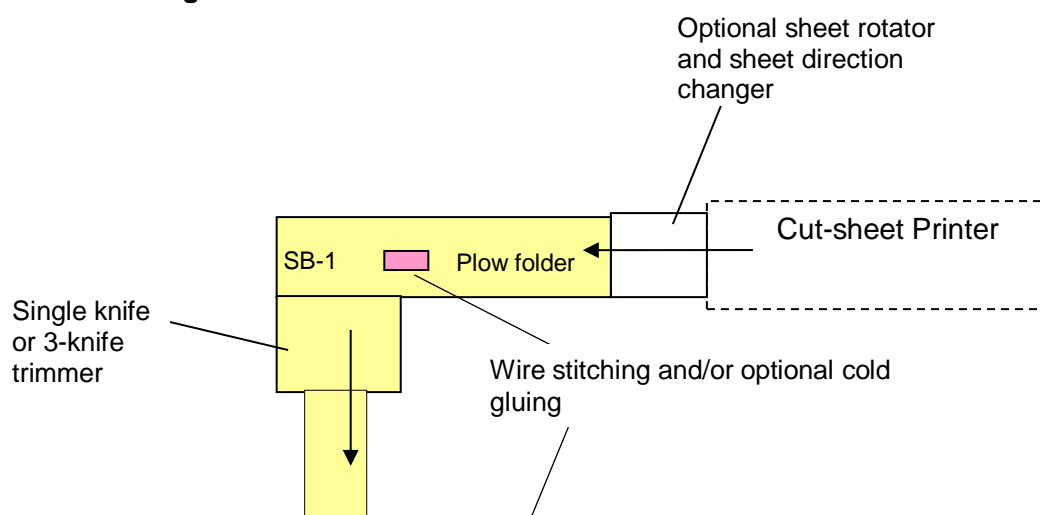 Optional sheet rotator
and sheet direction
changer
Cut-sheet Printer
SB-1
Plow folder
Single knife
or 3-knife
trimmer
Wire stitching and/or optional cold
gluing